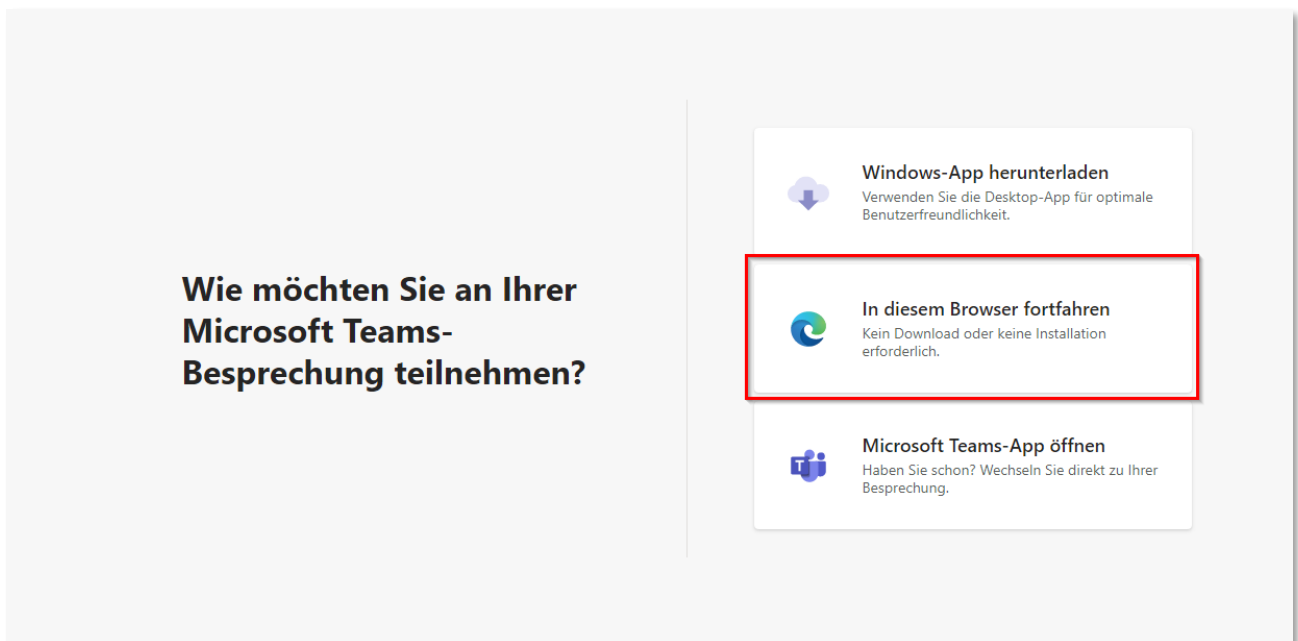 Wie möchten Sie an Ihrer
Microsoft Teams-
Besprechung teilnehmen?
Windows-App herunterladen
Verwenden Sie die Desktop-App für optimale
Benutzerfreundlichkeit.
In diesem Browser fortfahren
Kein Download oder keine Installation
erforderlich.
Microsoft Teams-App öffnen
Haben Sie schon? Wechseln Sie direkt zu Ihrer
Besprechung.